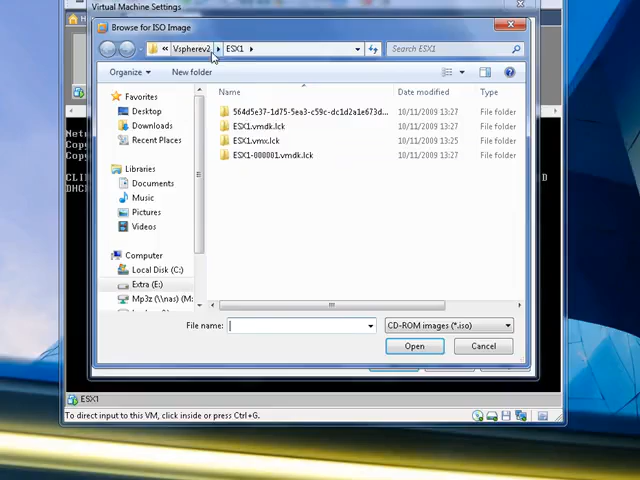 Virtual Machine Settings
Browse for ISO Image
« Vspherev2 ESX1
Search ESX1
Organize
New folder
Name
Date modified
Type
Favorites
Desktop
Downloads
Recent Places
Libraries
Documents
Music
Pictures
Videos
Computer
Local Disk (C:)
Extra (E:)
Mp3z (\\nas) (M:
564d5e37-1d75-5ea3-c59c-dc1d2a1e673d... 10/11/2009 13:27 File folder
ESX1.vmdk.lck 10/11/2009 13:27 File folder
ESX1.vmx.lck 10/11/2009 13:25 File folder
ESX1-000001.vmdk.lck 10/11/2009 13:27 File folder
File name:
CD-ROM images (*.iso)
Open
Cancel
Netw
Copy
Copy
CLIE
D
DHCP
ESX1
To direct input to this VM, click inside or press Ctrl+G.